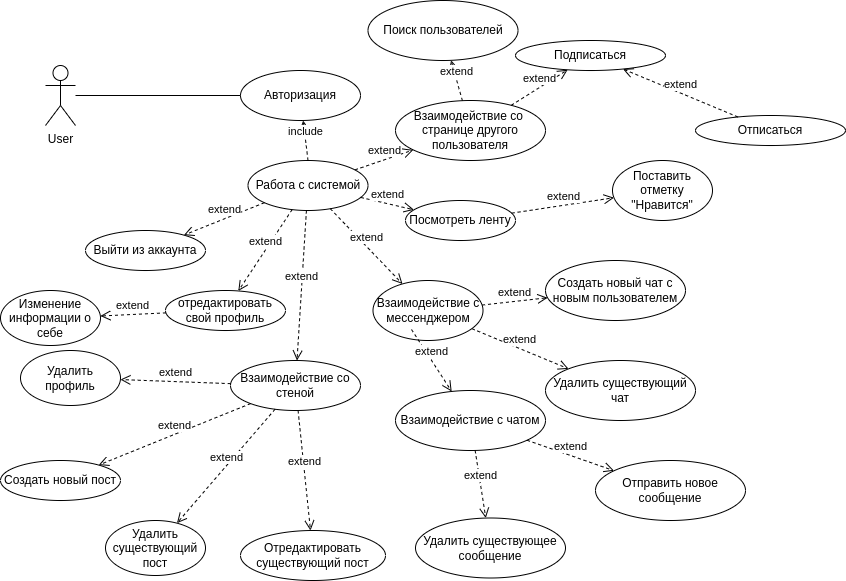 Поиск пользователей
Подписаться
extend
extend
extend
User
Авторизация
include
Взаимодействие со
странице другого
пользователя
Отписаться
extend
Работа с системой
extend
Поставить
отметку
"Нравится"
extend
Посмотреть ленту
extend
extend
extend
Выйти из аккаунта
extend
Изменение
информации о
себе
extend
отредактировать
свой профиль
Взаимодействие с
мессенджером
extend
Создать новый чат с
новым пользователем
extend
extend
Удалить
профиль
extend
Взаимодействие со
стеной
Удалить существующий
чат
extend
Взаимодействие с чатом
extend
Создать новый пост
extend
extend
extend
Отправить новое
сообщение
Удалить
существующий
пост
Отредактировать
существующий пост
Удалить существующее
сообщение